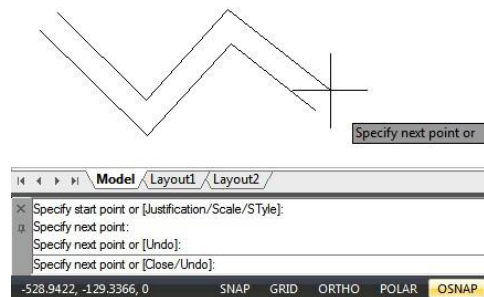 Specify next point or
Model Layout1 Layout2
Specify start point or [Justification/Scale/STyle]:
Specify next point:
Specify next point or [Undo]:
Specify next point or [Close/Undo]:
-528.9422, -129.3366, 0 SNAP GRID ORTHO POLAR OSNAP